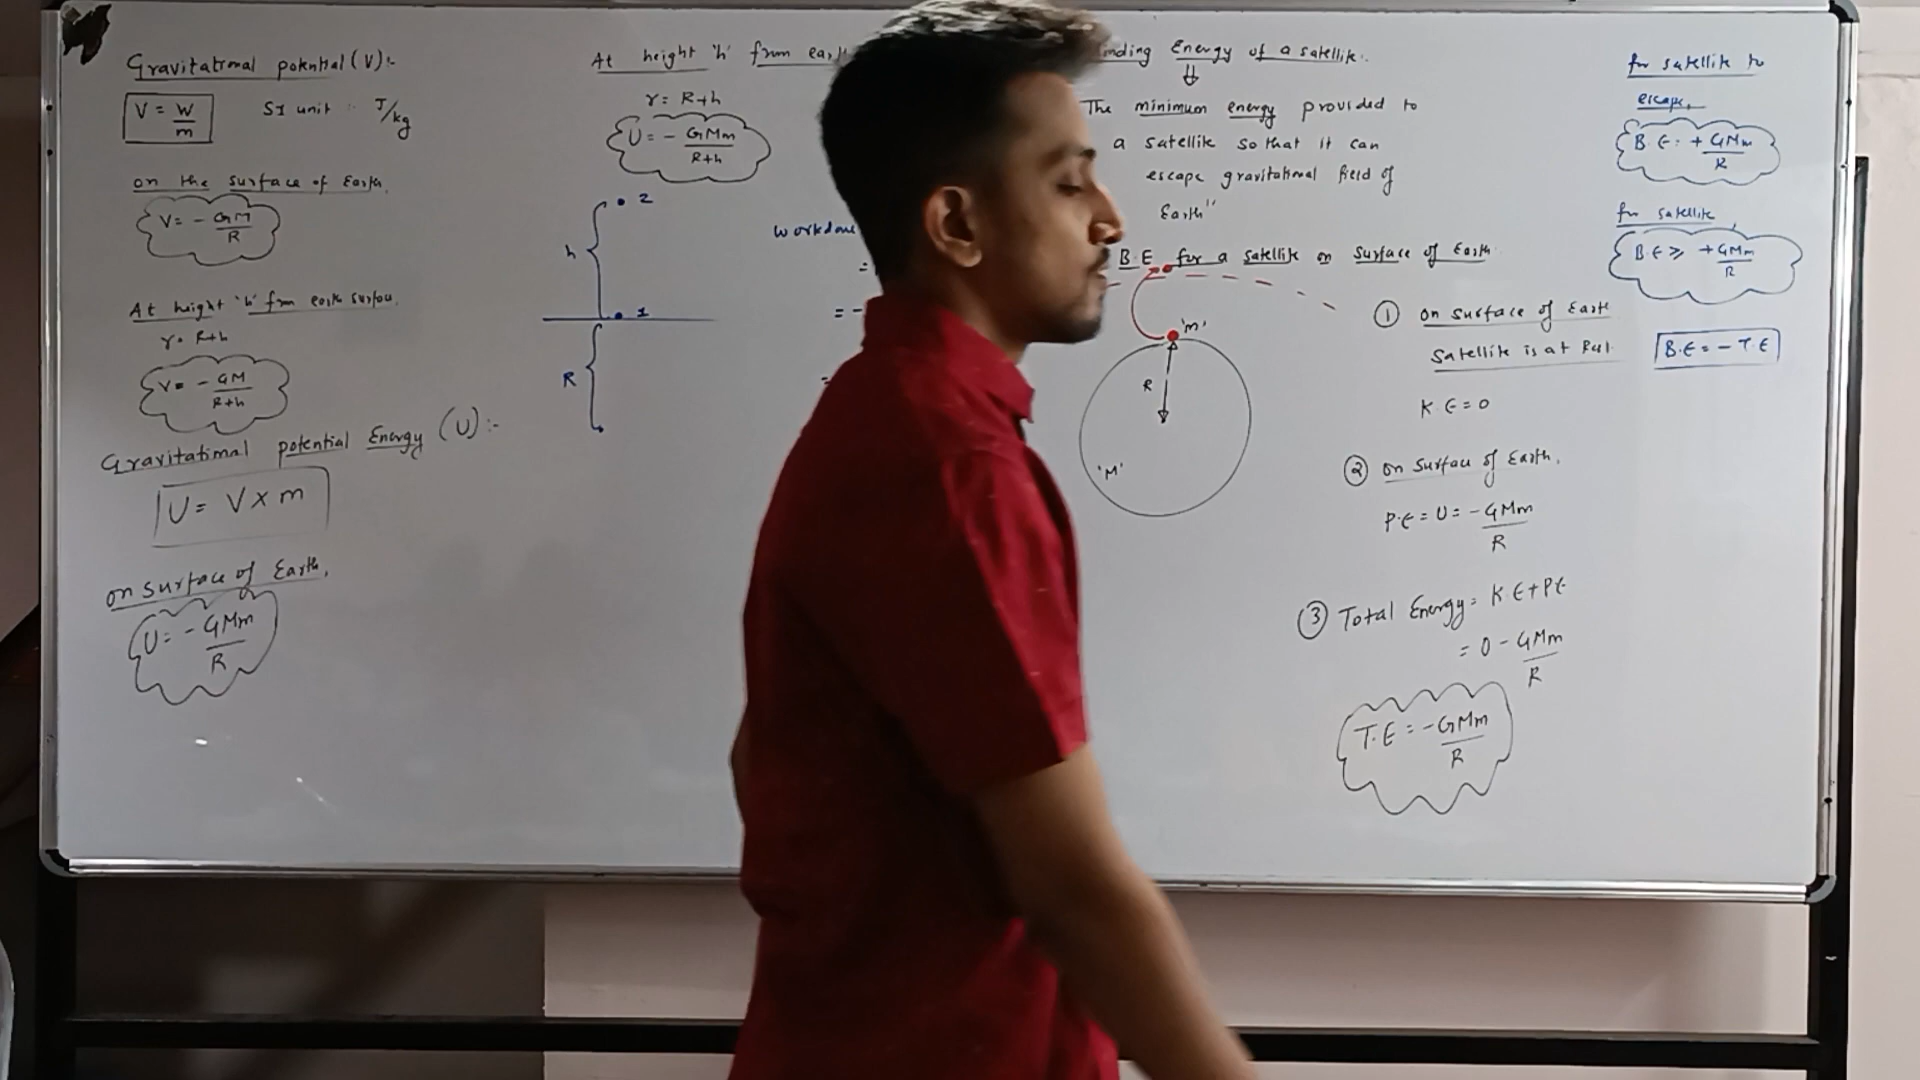 Gravitational potential (V):-
V = W/m SI unit : J/kg
on the surface of Earth,
V = - GM/R
At height 'h' from earth surface,
r = R+h
V = - GM/R+h
Gravitational potential Energy (U):-
U = V x m
on surface of Earth,
U = - GMm/R
At height 'h' from
r = R+h
U = - GMm/R+h
2
h
1
R
workdone
=
= -
=
Energy of a satellite.
⇓
The minimum energy provided to
a satellite so that it can
escape gravitational field of
Earth"
B.E for a satellite on surface of Earth
'm'
R
'M'
① on surface of Earth
Satellite is at Rest.
K.E = 0
② on surface of Earth,
P.E = U = - GMm/R
③ Total Energy = K.E + P.E
= 0 - GMm/R
T.E = - GMm/R
for satellite to
escape,
B.E = + GMm/R
for satellite,
B.E ≥ + GMm/R
B.E = - T.E